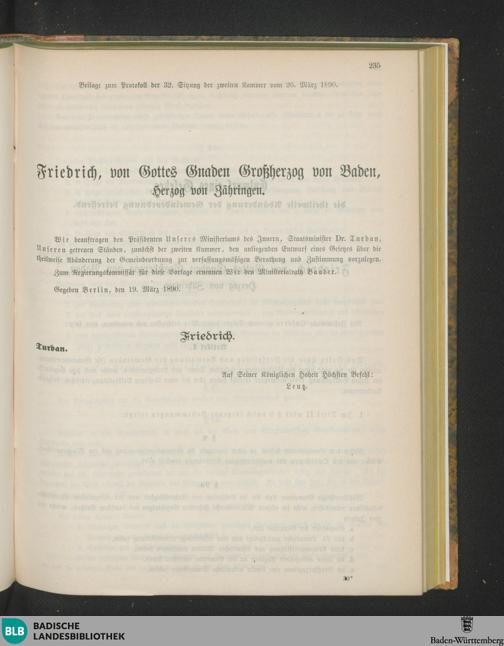 235
Beilage zum Protokoll der 32. Sitzung der zweiten Kammer vom 26. März 1890.
Friedrich, von Gottes Gnaden Großherzog von Baden,
Herzog von Zähringen.
Wir beauftragen den Präsidenten Unseres Ministeriums des Innern, Staatsminister Dr. Turban,
Unseren getreuen Ständen, zunächst der zweiten Kammer, den anliegenden Entwurf eines Gesetzes über die
theilweise Abänderung der Gemeindeordnung zur verfassungsmäßigen Berathung und Zustimmung vorzulegen.
Zum Regierungskommissär für diese Vorlage ernennen Wir den Ministerialrath Bauder.
Gegeben Berlin, den 19. März 1890.
Friedrich.
Turban.
Auf Seiner Königlichen Hoheit Höchsten Befehl:
Leutz.
30*
BLB BADISCHE
LANDESBIBLIOTHEK
Baden-Württemberg